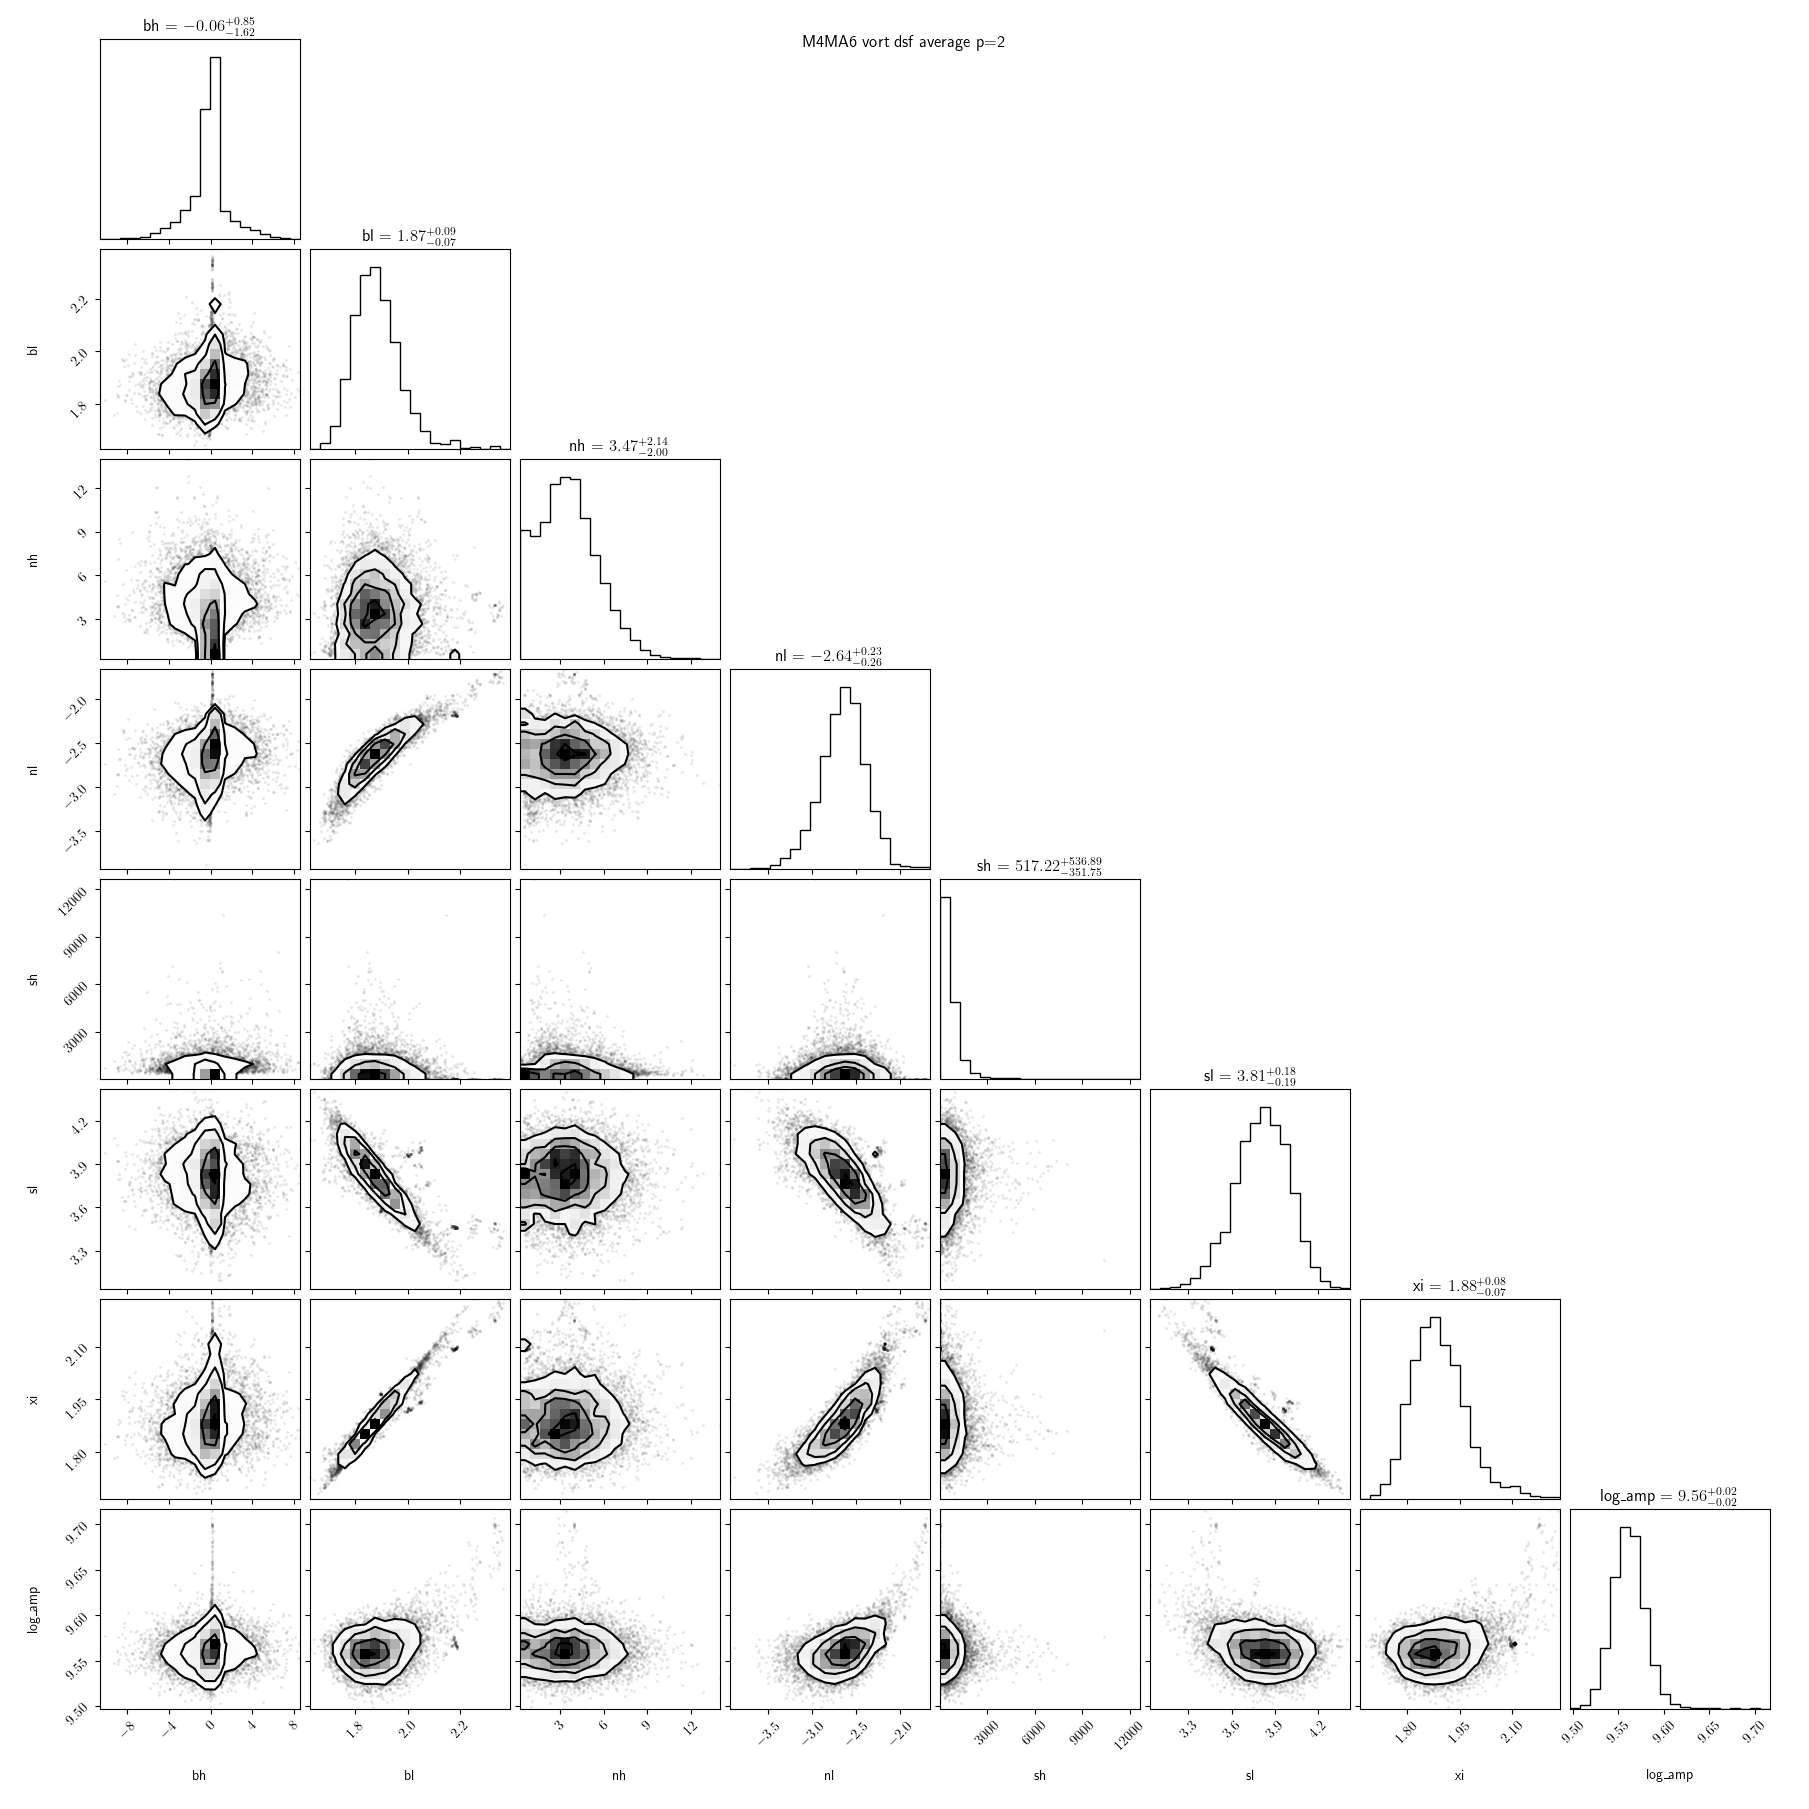 M4MA6 vort dsf average p=2
bh = −0.06+0.85 −1.62
bl = 1.87+0.09 −0.07
2.2
2.0
1.8
bl
nh = 3.47+2.14 −2.00
12
9
6
3
nh
nl = −2.64+0.23 −0.26
−2.0
−2.5
−3.0
−3.5
nl
sh = 517.22+536.89 −351.75
12000
9000
6000
3000
sh
sl = 3.81+0.18 −0.19
4.2
3.9
3.6
3.3
sl
xi = 1.88+0.08 −0.07
2.10
1.95
1.80
xi
log_amp = 9.56+0.02 −0.02
9.70
9.65
9.60
9.55
9.50
log_amp
−8 −4 0 4 8
1.8 2.0 2.2
3 6 9 12
−3.5 −3.0 −2.5 −2.0
3000 6000 9000 12000
3.3 3.6 3.9 4.2
1.80 1.95 2.10
9.50 9.55 9.60 9.65 9.70
bh bl nh nl sh sl xi log_amp